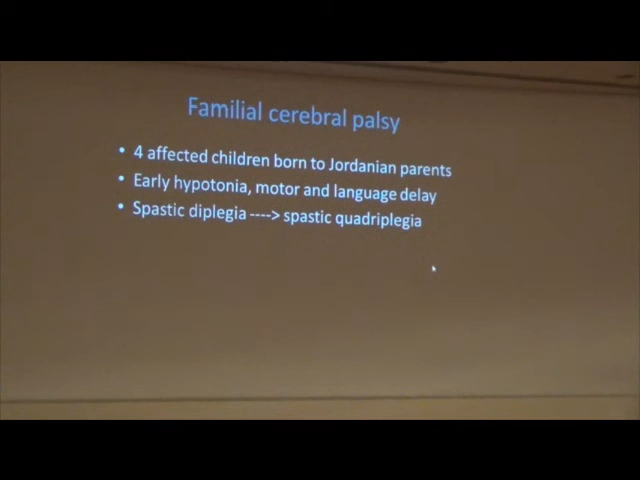 Familial cerebral palsy
• 4 affected children born to Jordanian parents
• Early hypotonia, motor and language delay
• Spastic diplegia ----> spastic quadriplegia